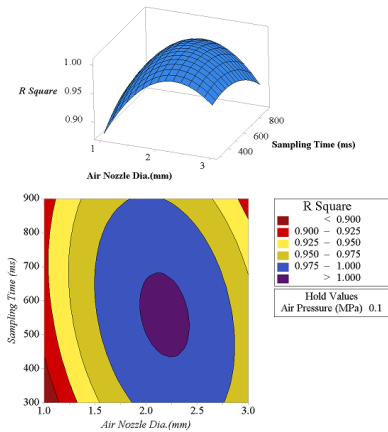 1.00
R Square 0.95
0.90
1
2
3
400
600
800
Sampling Time (ms)
Air Nozzle Dia.(mm)
900
800
700
600
500
400
300
Sampling Time (ms)
1.0 1.5 2.0 2.5 3.0
Air Nozzle Dia.(mm)
R Square
< 0.900
0.900 – 0.925
0.925 – 0.950
0.950 – 0.975
0.975 – 1.000
> 1.000
Hold Values
Air Pressure (MPa) 0.1